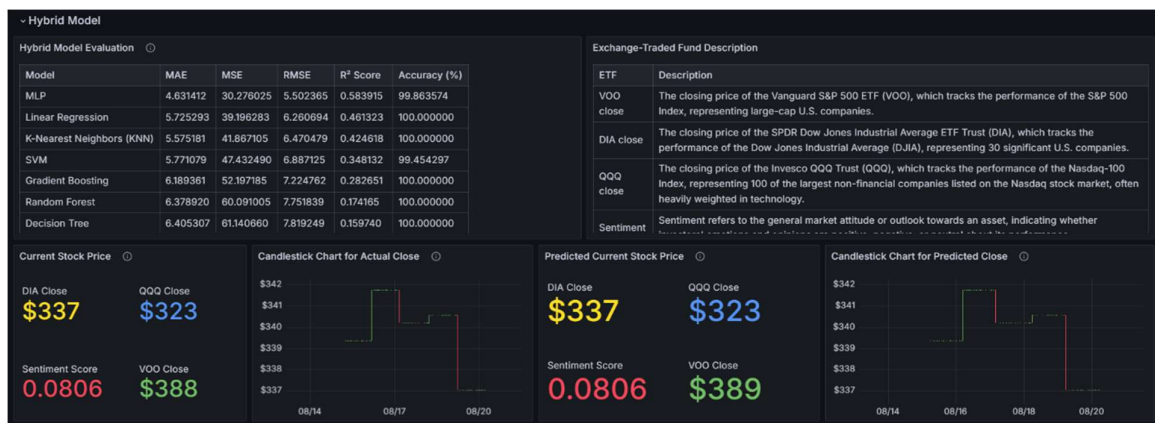 Hybrid Model
Hybrid Model Evaluation
Model MAE MSE RMSE R² Score Accuracy (%)
MLP 4.631412 30.276025 5.502365 0.583915 99.863574
Linear Regression 5.725293 39.196283 6.260694 0.461323 100.000000
K-Nearest Neighbors (KNN) 5.575181 41.867105 6.470479 0.424618 100.000000
SVM 5.771079 47.432490 6.887125 0.348132 99.454297
Gradient Boosting 6.189361 52.197185 7.224762 0.282651 100.000000
Random Forest 6.378920 60.091005 7.751839 0.174165 100.000000
Decision Tree 6.405307 61.140660 7.819249 0.159740 100.000000
Exchange-Traded Fund Description
ETF Description
VOO close The closing price of the Vanguard S&P 500 ETF (VOO), which tracks the performance of the S&P 500
Index, representing large-cap U.S. companies.
DIA close The closing price of the SPDR Dow Jones Industrial Average ETF Trust (DIA), which tracks the
performance of the Dow Jones Industrial Average (DJIA), representing 30 significant U.S. companies.
QQQ close The closing price of the Invesco QQQ Trust (QQQ), which tracks the performance of the Nasdaq-100
Index, representing 100 of the largest non-financial companies listed on the Nasdaq stock market, often
heavily weighted in technology.
Sentiment Sentiment refers to the general market attitude or outlook towards an asset, indicating whether
Current Stock Price
DIA Close
$337
QQQ Close
$323
Sentiment Score
0.0806
VOO Close
$388
Candlestick Chart for Actual Close
$342
$341
$340
$339
$338
$337
08/14 08/17 08/20
Predicted Current Stock Price
DIA Close
$337
QQQ Close
$323
Sentiment Score
0.0806
VOO Close
$389
Candlestick Chart for Predicted Close
$342
$341
$340
$339
$338
$337
08/14 08/16 08/18 08/20